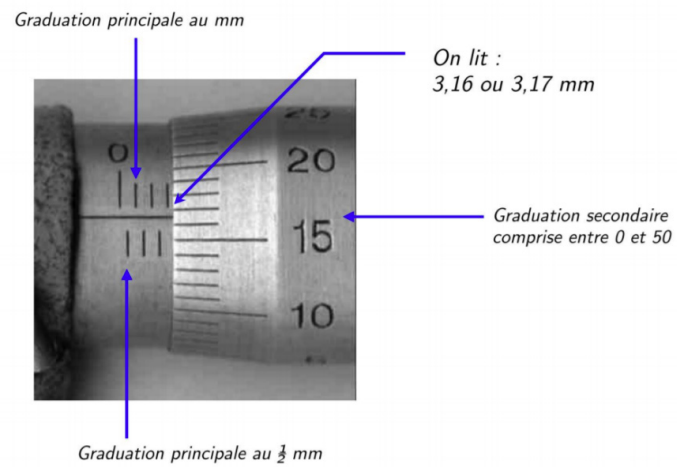 Graduation principale au mm
On lit :
3,16 ou 3,17 mm
0
25
20
15
10
Graduation secondaire
comprise entre 0 et 50
Graduation principale au ½ mm